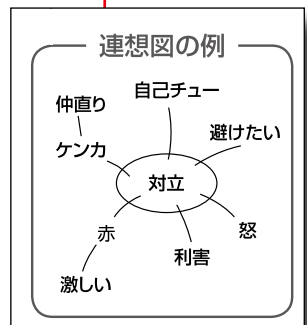 連想図の例
自己チュー
仲直り
避けたい
ケンカ
対立
赤
怒
利害
激しい